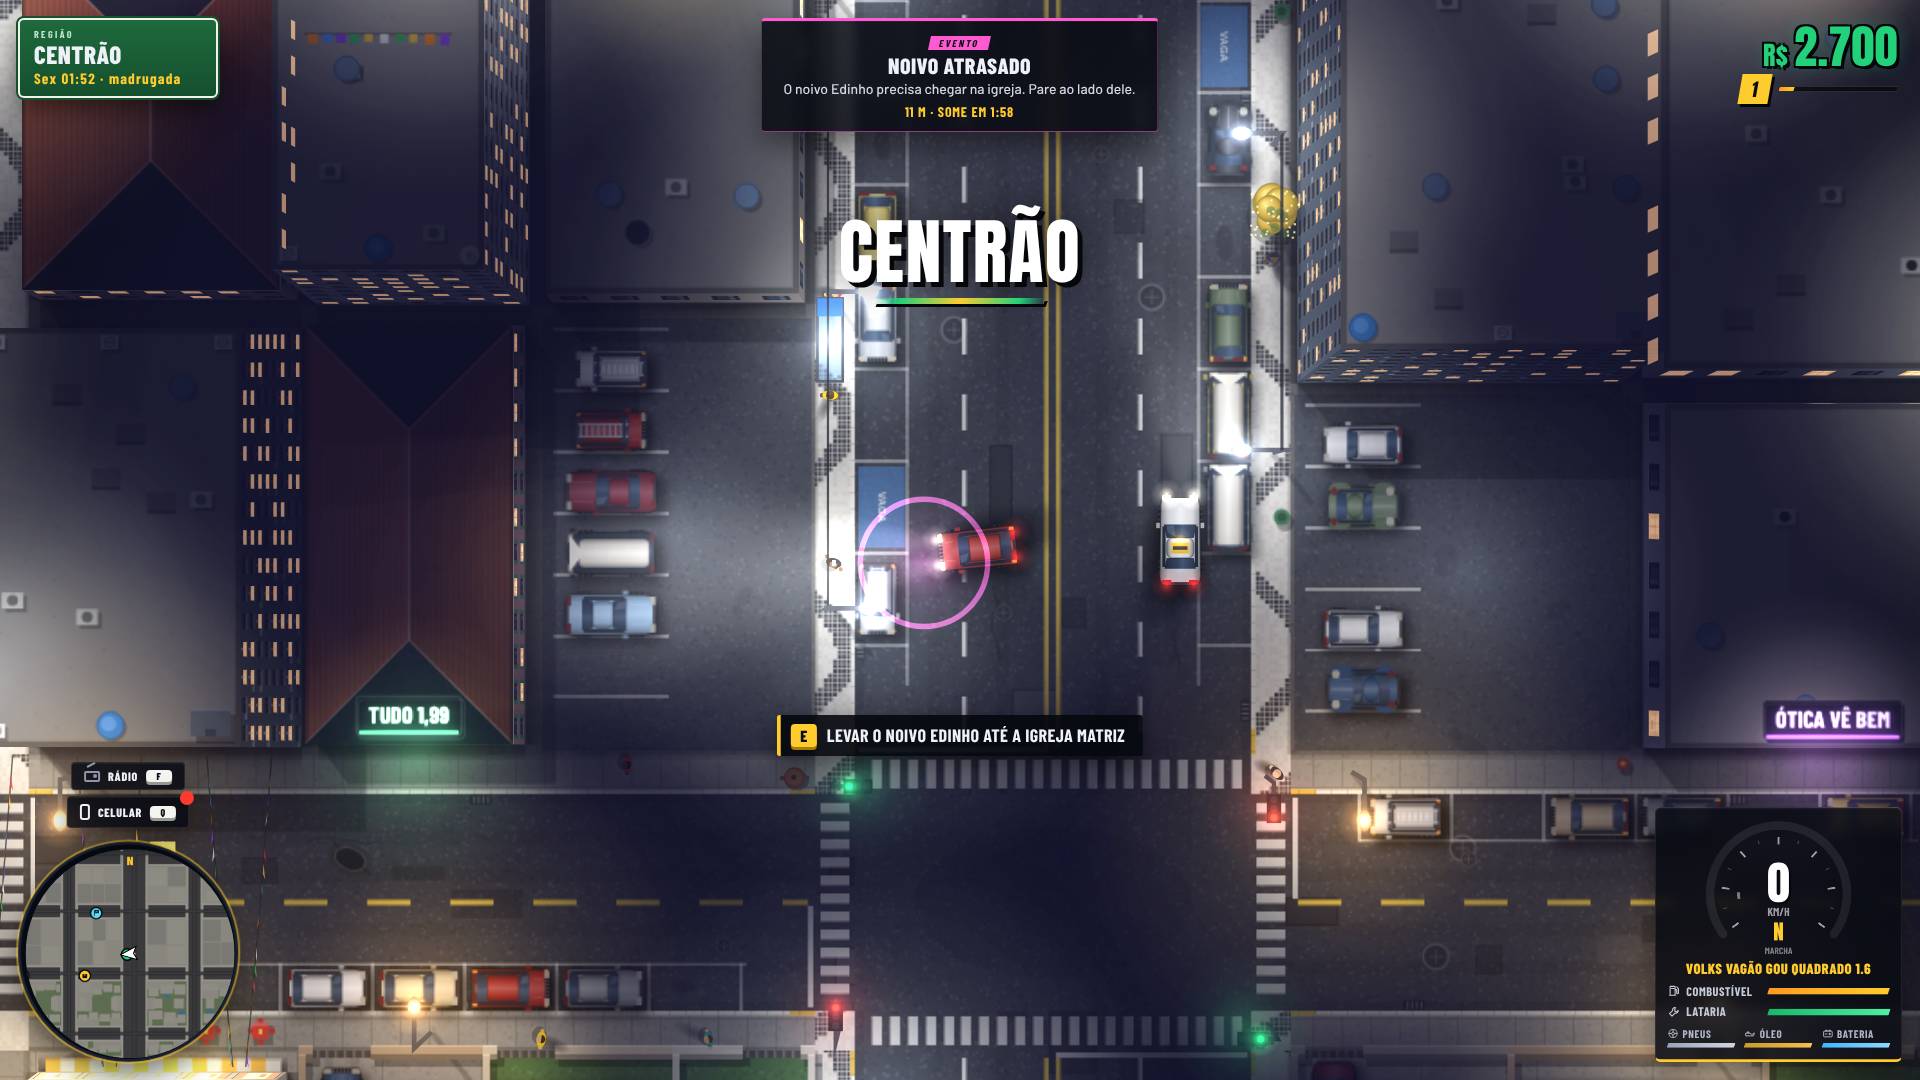 REGIÃO
CENTRÃO
Sex 01:52 · madrugada
EVENTO
NOIVO ATRASADO
O noivo Edinho precisa chegar na igreja. Pare ao lado dele.
11 M · SOME EM 1:58
R$ 2.700
1
VAGA
CENTRÃO
VAGA
TUDO 1,99
ÓTICA VÊ BEM
E LEVAR O NOIVO EDINHO ATÉ A IGREJA MATRIZ
RÁDIO F
CELULAR Q
N
P
0
KM/H
N
MARCHA
VOLKS VAGÃO GOU QUADRADO 1.6
COMBUSTÍVEL
LATARIA
PNEUS ÓLEO BATERIA